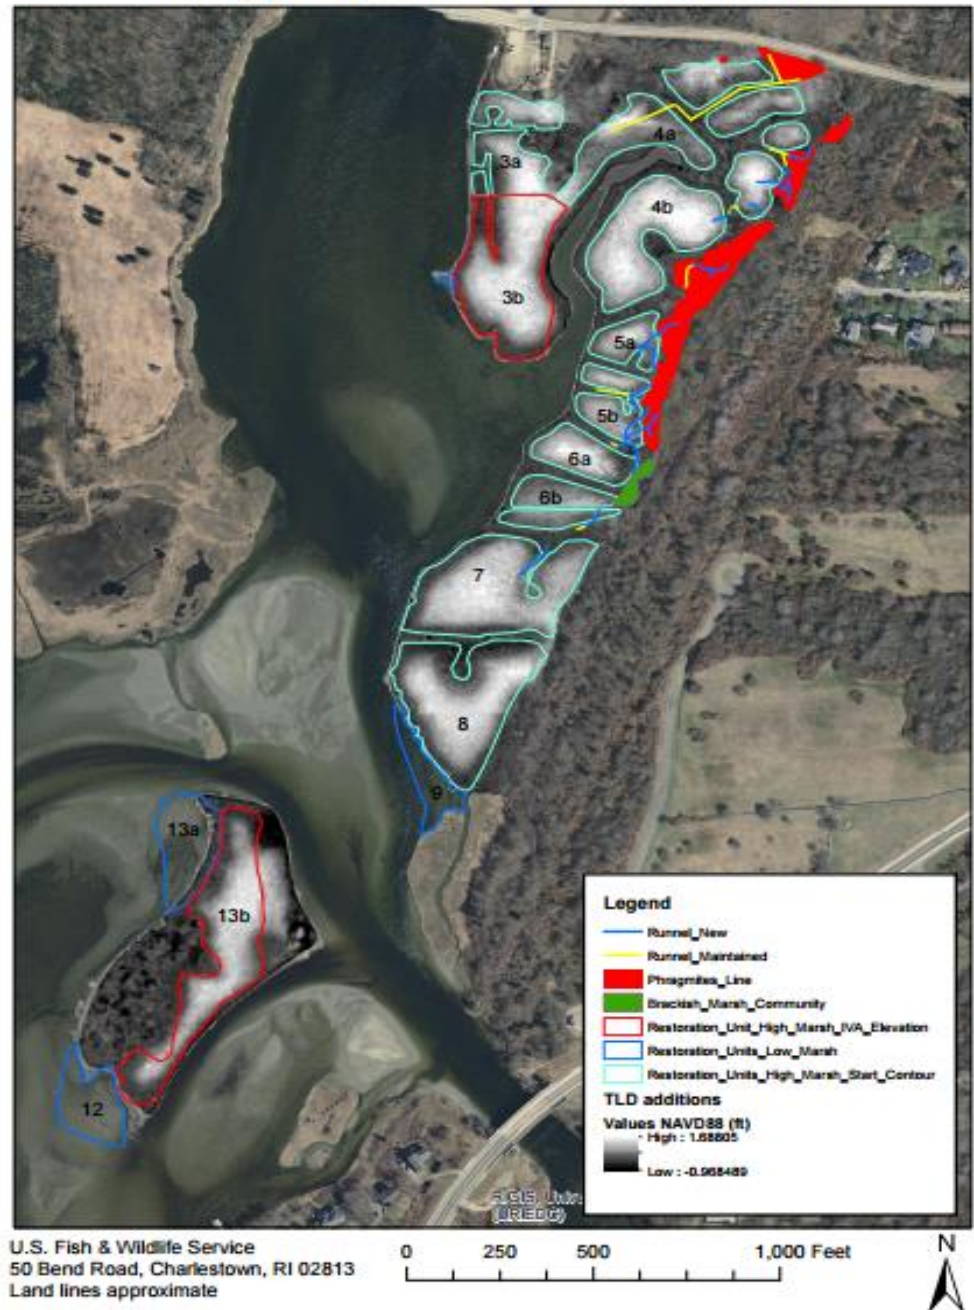 3a
4a
4b
3b
5a
5b
6a
6b
7
8
9
13a
13b
12
Legend
Runnel_New
Runnel_Maintained
Phragmites_Line
Brackish_Marsh_Community
Restoration_Unit_High_Marsh_IVA_Elevation
Restoration_Units_Low_Marsh
Restoration_Units_High_Marsh_Start_Contour
TLD additions
Values NAVD88 (ft)
High : 1.68805
Low : -0.968489
(URIEDC)
U.S. Fish & Wildlife Service
50 Bend Road, Charlestown, RI 02813
Land lines approximate
0 250 500 1,000 Feet
N